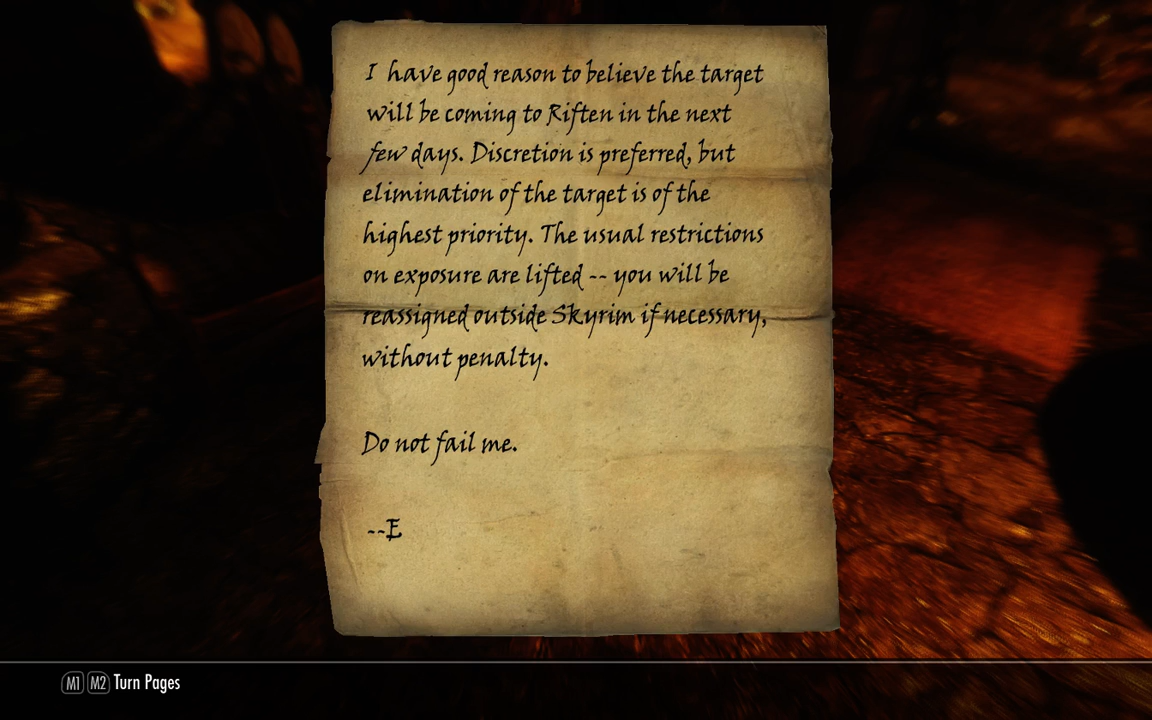 I have good reason to believe the target
will be coming to Riften in the next
few days. Discretion is preferred, but
elimination of the target is of the
highest priority. The usual restrictions
on exposure are lifted -- you will be
reassigned outside Skyrim if necessary,
without penalty.
Do not fail me.
--E
M1 M2 Turn Pages